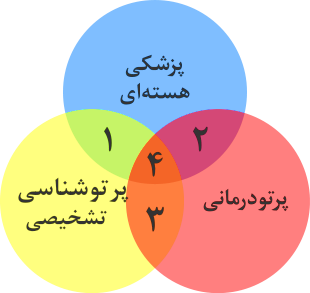 پزشکی
هسته‌ای
۱
۲
۴
پرتوشناسی
تشخیصی
۳
پرتودرمانی